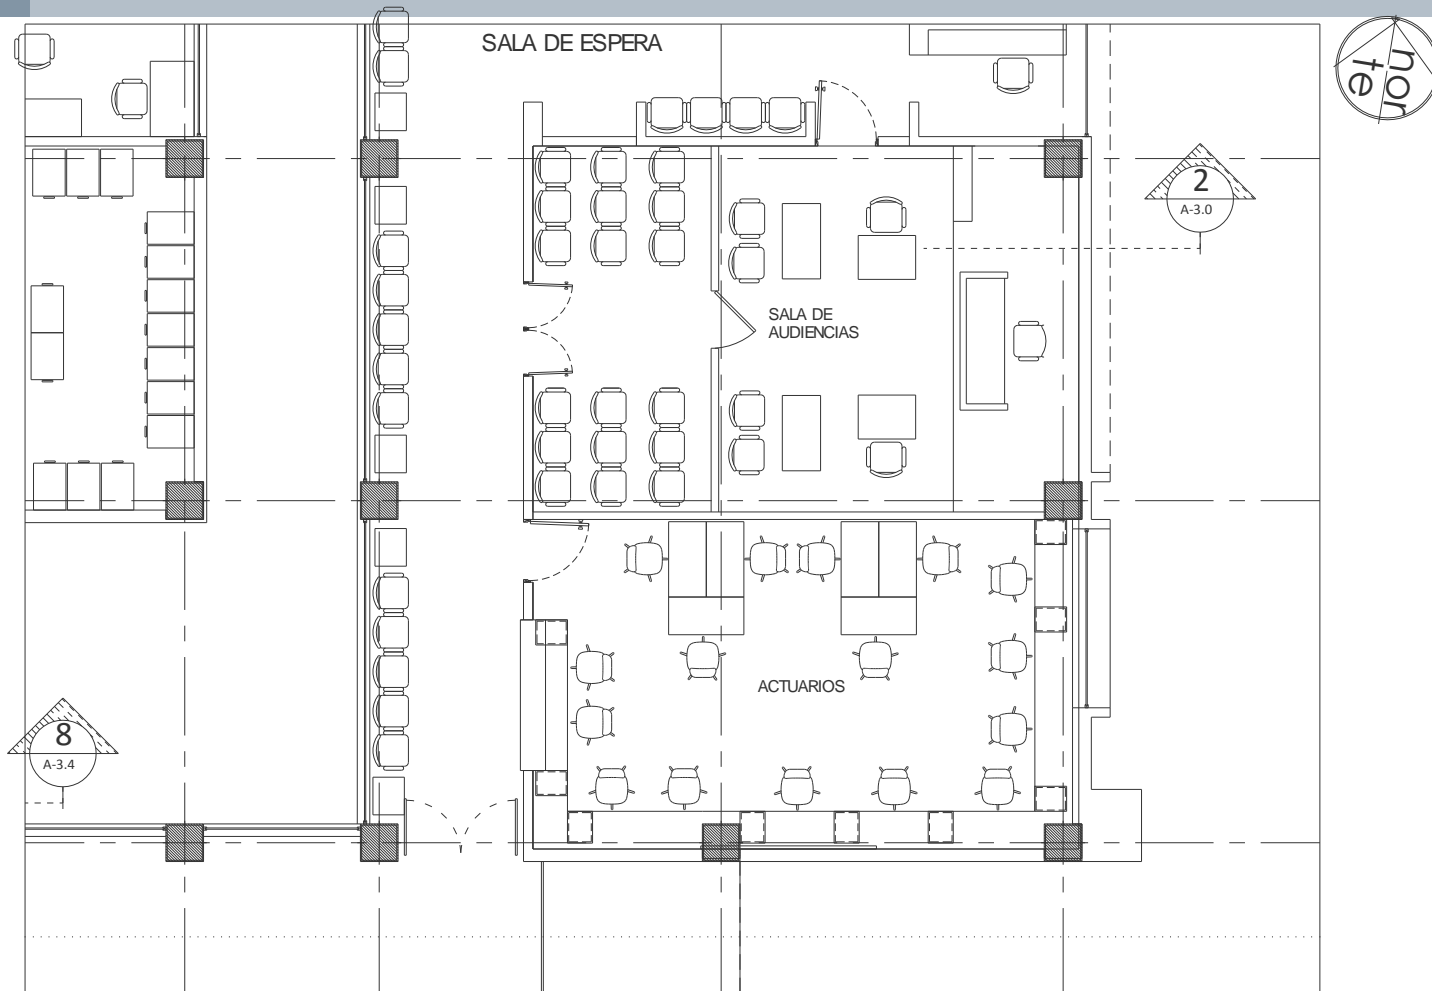 SALA DE ESPERA
nor
te
2
A-3.0
SALA DE
AUDIENCIAS
ACTUARIOS
8
A-3.4